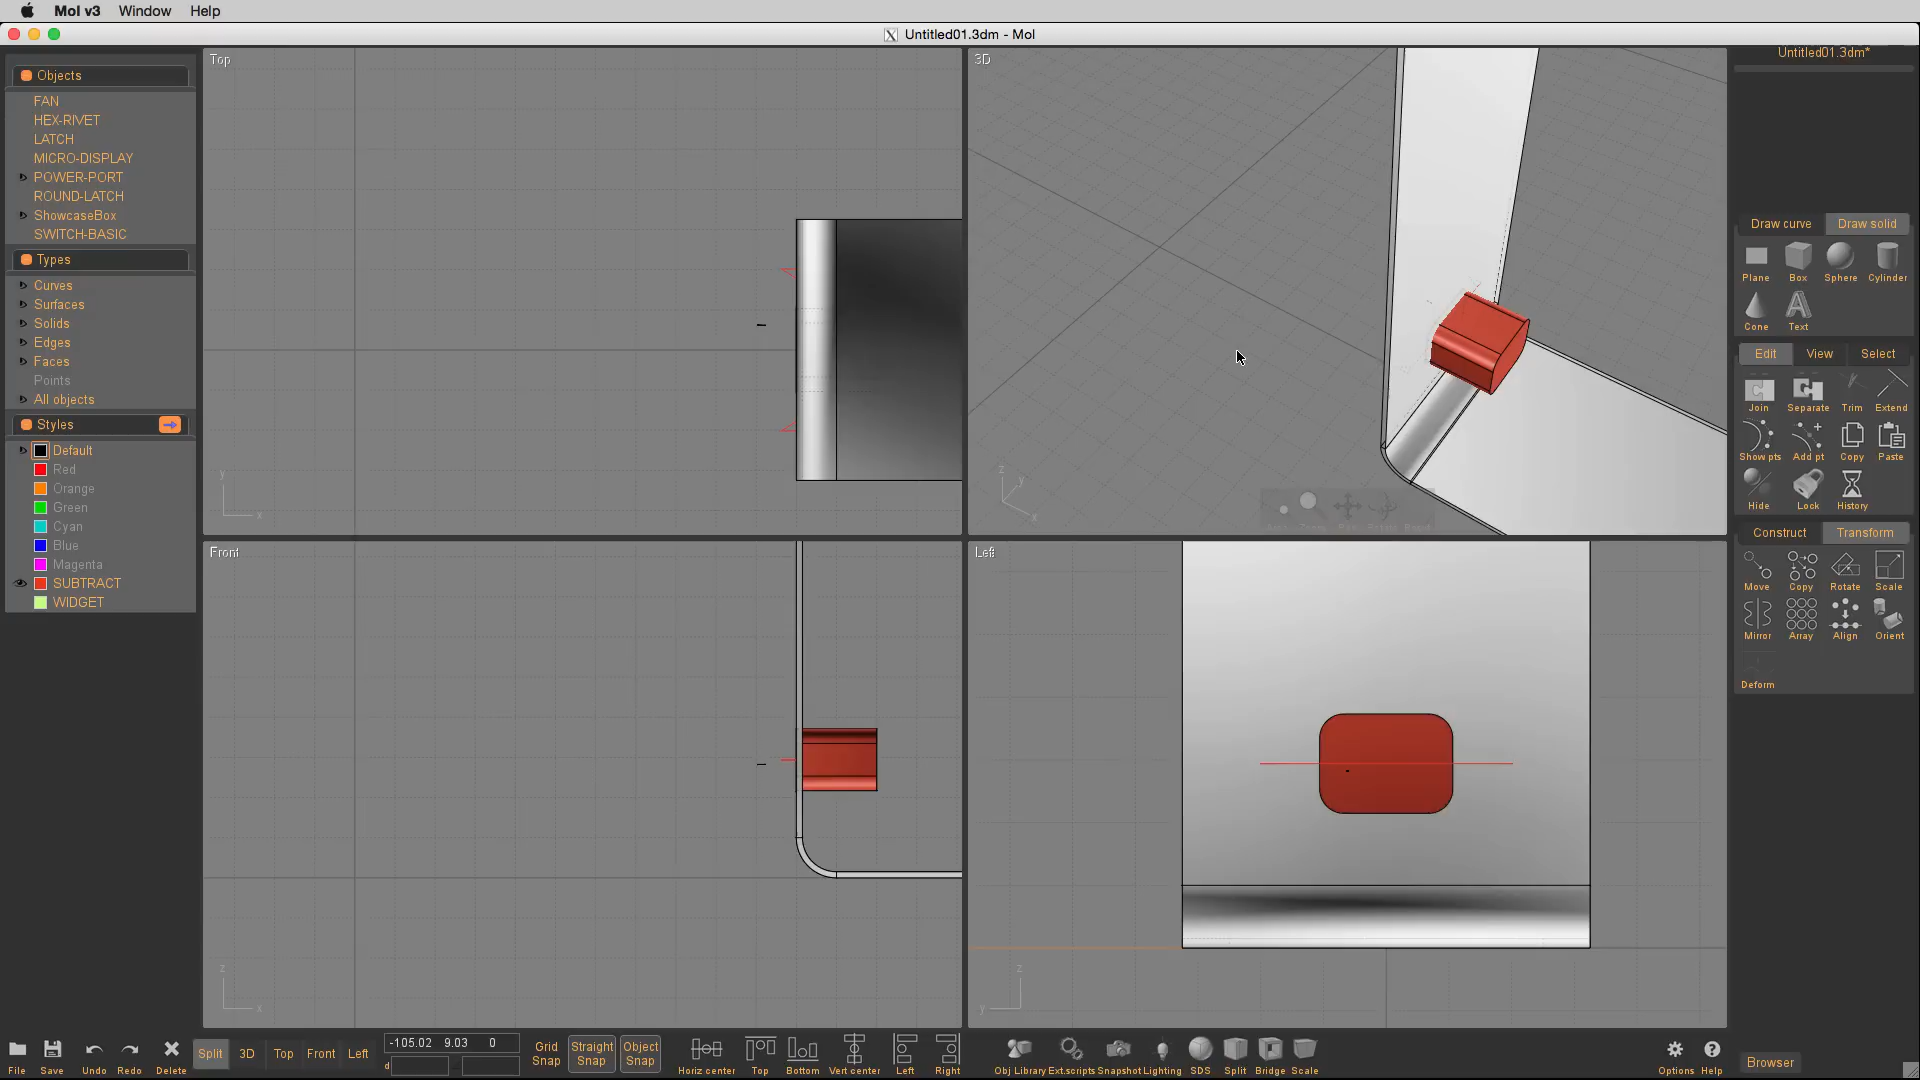 MoI v3 Window Help
Untitled01.3dm - MoI
Objects
FAN
HEX-RIVET
LATCH
MICRO-DISPLAY
POWER-PORT
ROUND-LATCH
ShowcaseBox
SWITCH-BASIC
Types
Curves
Surfaces
Solids
Edges
Faces
Points
All objects
Styles
Default
Red
Orange
Green
Cyan
Blue
Magenta
SUBTRACT
WIDGET
Top
y
x
3D
z
y
x
Front
z
x
Left
z
y
Untitled01.3dm*
Draw curve Draw solid
Plane Box Sphere Cylinder
Cone Text
Edit View Select
Join Separate Trim Extend
Show pts Add pt Copy Paste
Hide Lock History
Construct Transform
Move Copy Rotate Scale
Mirror Array Align Orient
Deform
File Save Undo Redo Delete
Split 3D Top Front Left
-105.02 9.03 0
d
Grid Snap
Straight Snap
Object Snap
Horiz center Top Bottom Vert center Left Right
Obj Library Ext.scripts Snapshot Lighting SDS Split Bridge Scale
Options Help
Browser